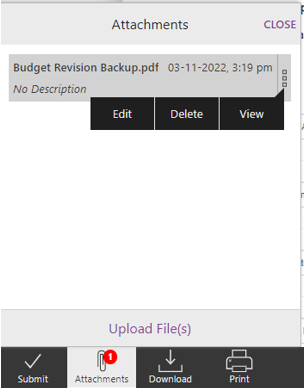 Attachments CLOSE
Budget Revision Backup.pdf 03-11-2022, 3:19 pm
No Description
Edit Delete View
Upload File(s)
1
Submit Attachments Download Print